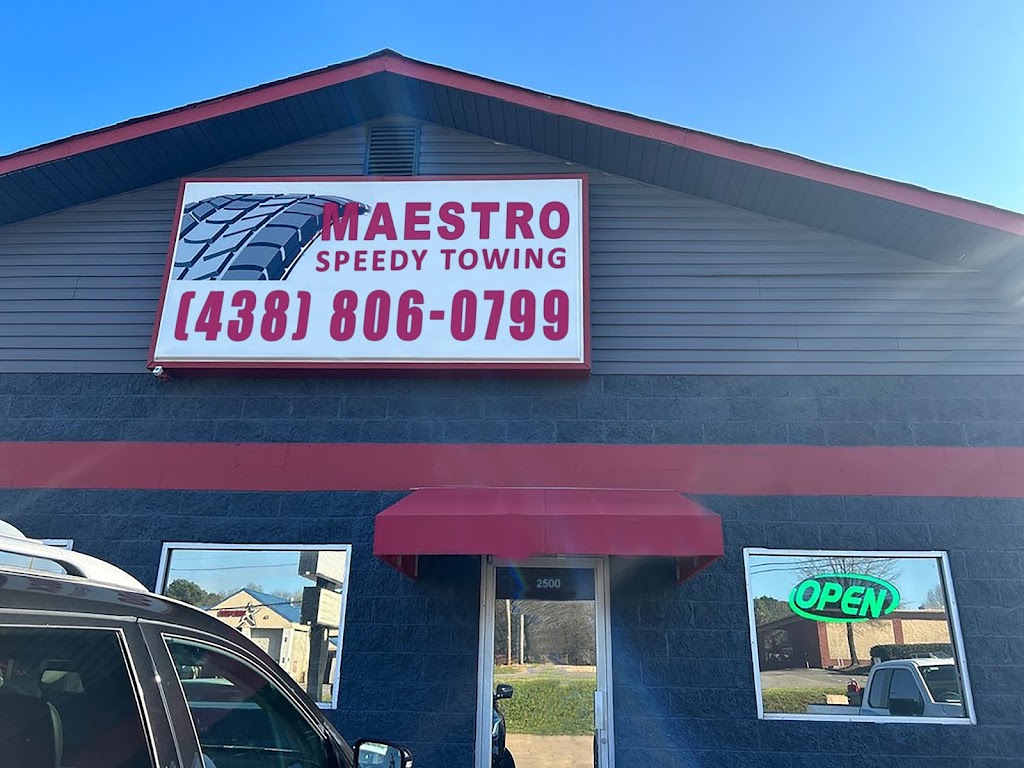 MAESTRO
SPEEDY TOWING
(438) 806-0799
2500
OPEN